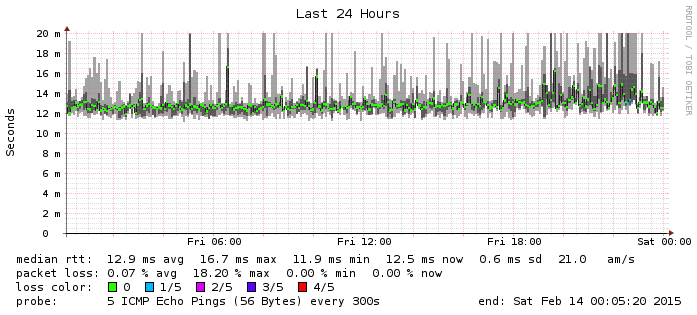 Last 24 Hours
RRDTOOL / TOBI OETIKER
Seconds
20 m
18 m
16 m
14 m
12 m
10 m
8 m
6 m
4 m
2 m
0
Fri 06:00 Fri 12:00 Fri 18:00 Sat 00:00
median rtt: 12.9 ms avg 16.7 ms max 11.9 ms min 12.5 ms now 0.6 ms sd 21.0 am/s
packet loss: 0.07 % avg 18.20 % max 0.00 % min 0.00 % now
loss color: 0 1/5 2/5 3/5 4/5
probe: 5 ICMP Echo Pings (56 Bytes) every 300s end: Sat Feb 14 00:05:20 2015